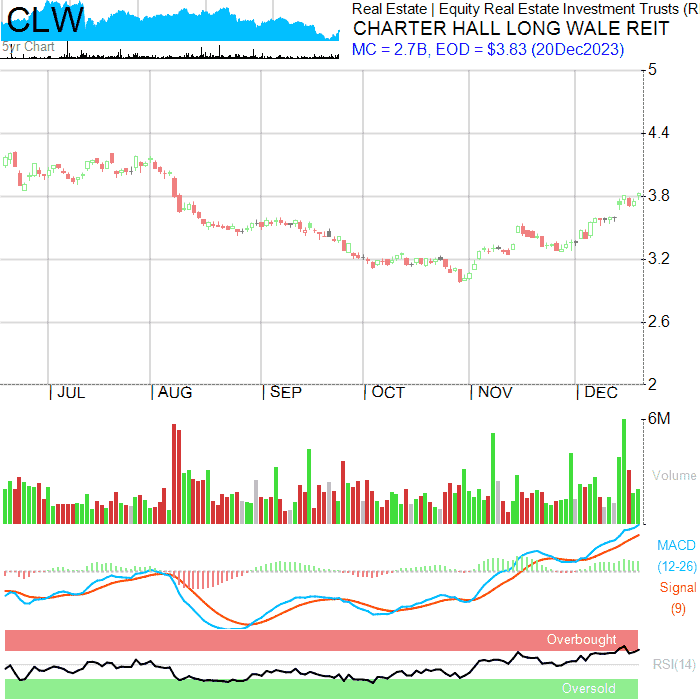 CLW
5yr Chart
Real Estate | Equity Real Estate Investment Trusts (R
CHARTER HALL LONG WALE REIT
MC = 2.7B, EOD = $3.83 (20Dec2023)
5
4.4
3.8
3.2
2.6
2
JUL AUG SEP OCT NOV DEC
6M
Volume
MACD
(12-26)
Signal
(9)
Overbought
RSI(14)
Oversold